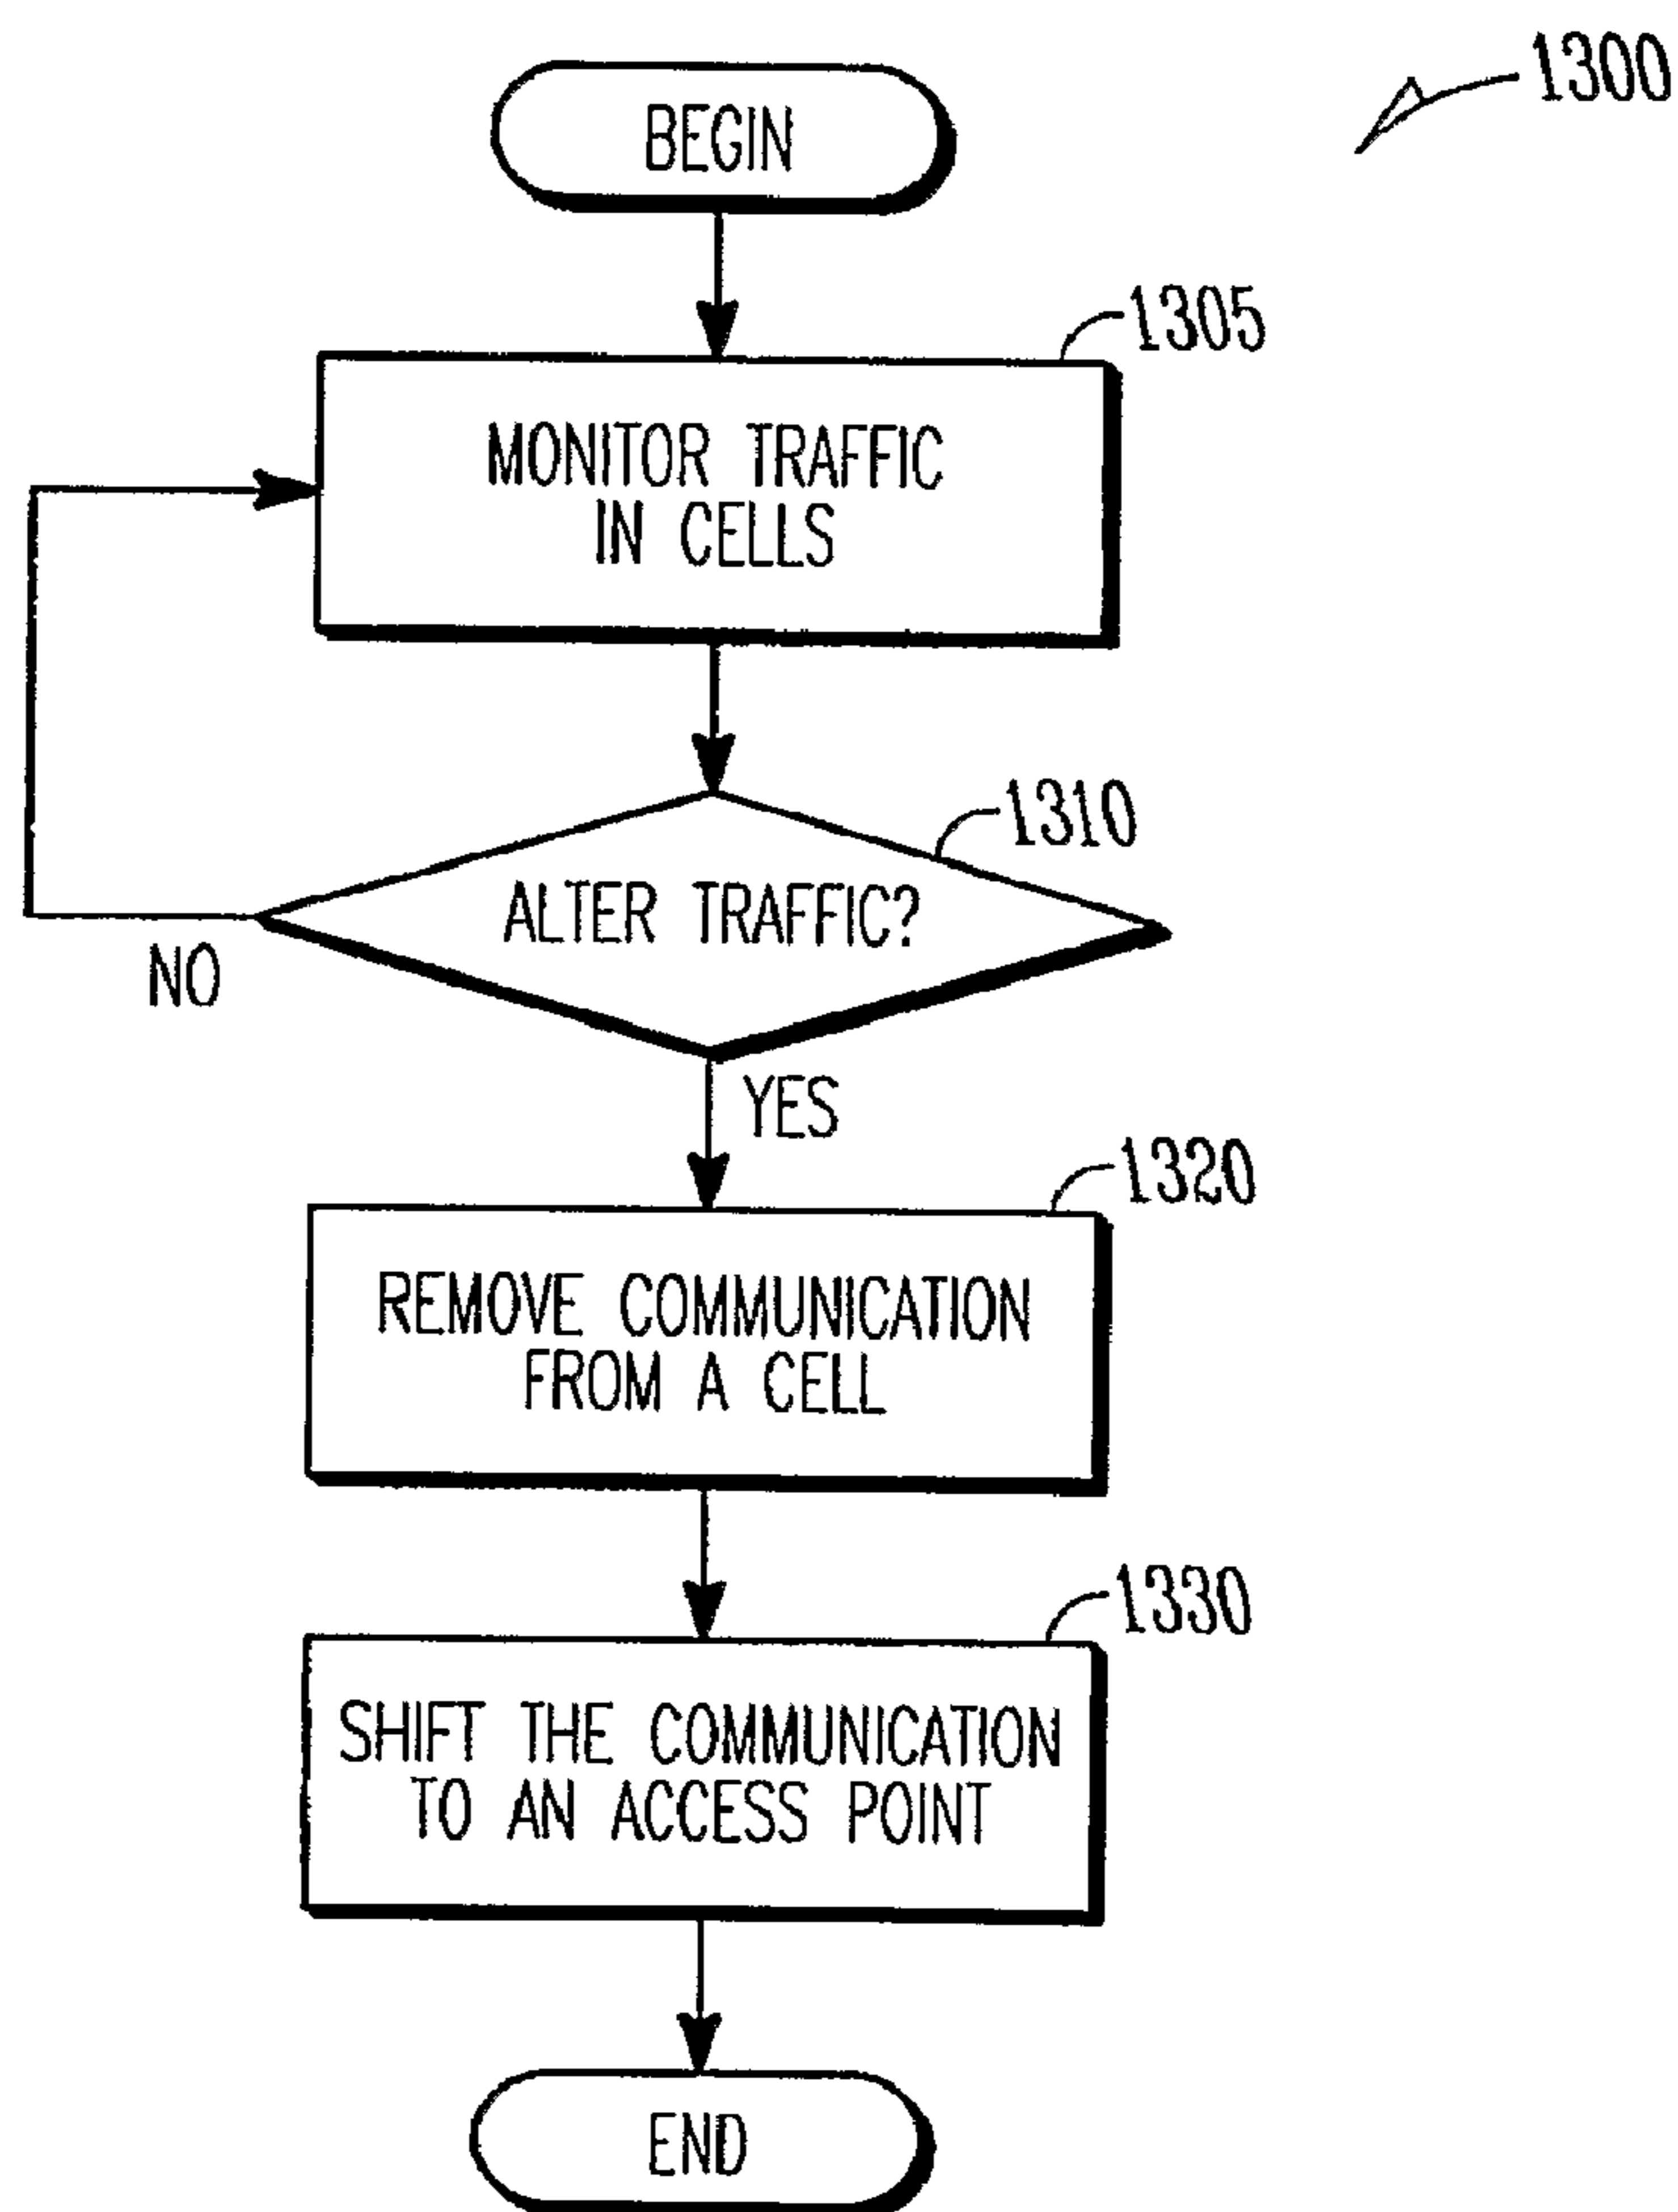 1300
BEGIN
1305
MONITOR TRAFFIC
IN CELLS
1310
ALTER TRAFFIC?
NO
YES
1320
REMOVE COMMUNICATION
FROM A CELL
1330
SHIFT THE COMMUNICATION
TO AN ACCESS POINT
END